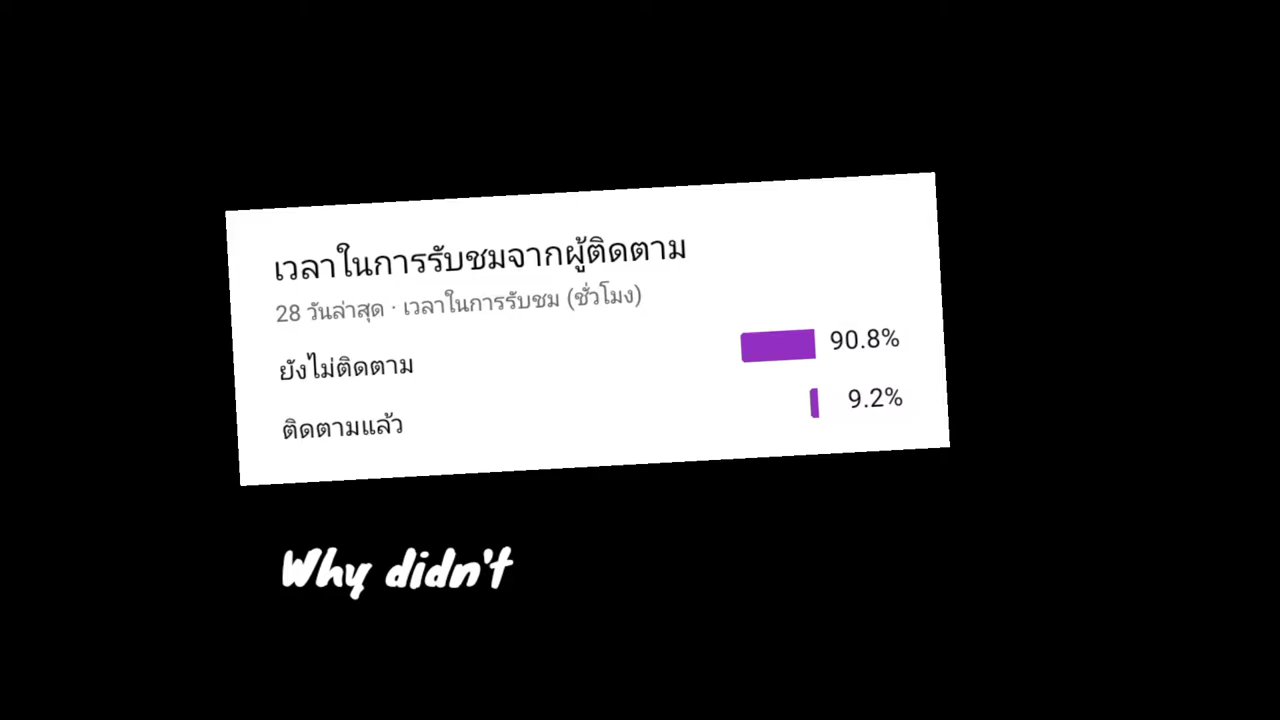 เวลาในการรับชมจากผู้ติดตาม
28 วันล่าสุด · เวลาในการรับชม (ชั่วโมง)
ยังไม่ติดตาม 90.8%
ติดตามแล้ว 9.2%
Why didn't